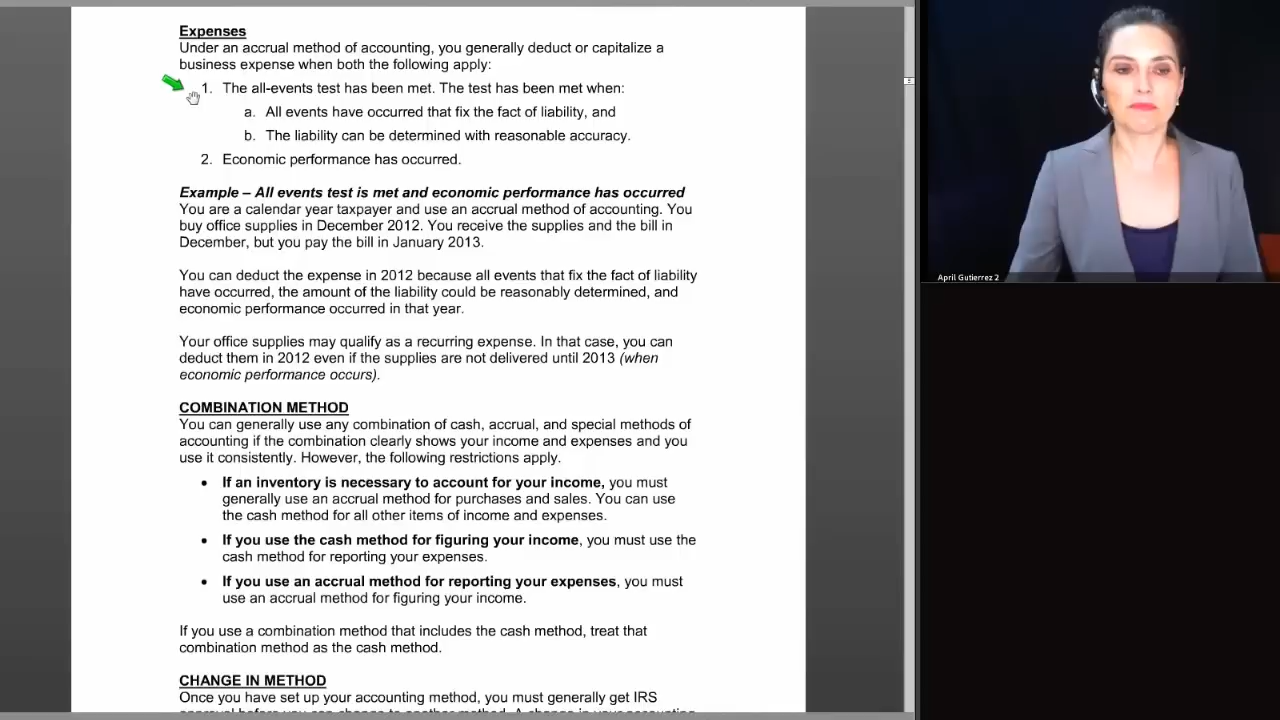 Expenses
Under an accrual method of accounting, you generally deduct or capitalize a
business expense when both the following apply:
1. The all-events test has been met. The test has been met when:
a. All events have occurred that fix the fact of liability, and
b. The liability can be determined with reasonable accuracy.
2. Economic performance has occurred.
Example – All events test is met and economic performance has occurred
You are a calendar year taxpayer and use an accrual method of accounting. You
buy office supplies in December 2012. You receive the supplies and the bill in
December, but you pay the bill in January 2013.
You can deduct the expense in 2012 because all events that fix the fact of liability
have occurred, the amount of the liability could be reasonably determined, and
economic performance occurred in that year.
Your office supplies may qualify as a recurring expense. In that case, you can
deduct them in 2012 even if the supplies are not delivered until 2013 (when
economic performance occurs).
COMBINATION METHOD
You can generally use any combination of cash, accrual, and special methods of
accounting if the combination clearly shows your income and expenses and you
use it consistently. However, the following restrictions apply.
• If an inventory is necessary to account for your income, you must
generally use an accrual method for purchases and sales. You can use
the cash method for all other items of income and expenses.
• If you use the cash method for figuring your income, you must use the
cash method for reporting your expenses.
• If you use an accrual method for reporting your expenses, you must
use an accrual method for figuring your income.
If you use a combination method that includes the cash method, treat that
combination method as the cash method.
CHANGE IN METHOD
Once you have set up your accounting method, you must generally get IRS
April Gutierrez 2